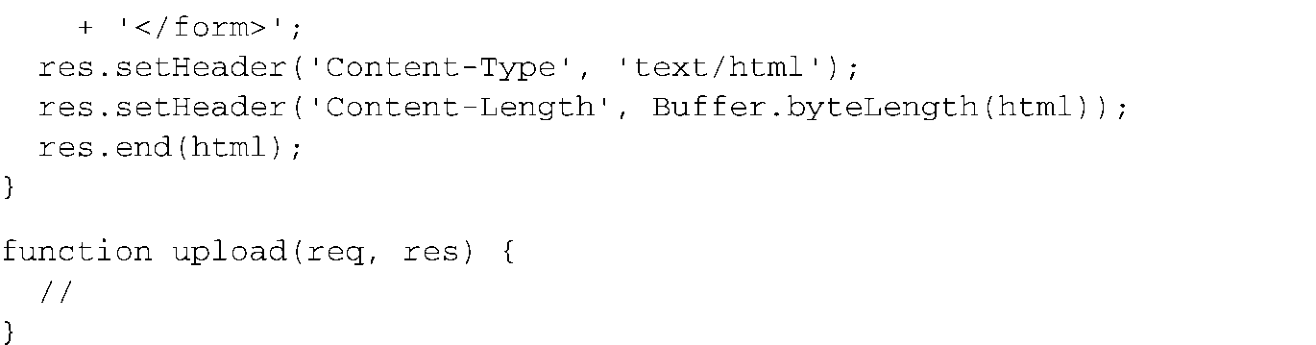 + '</form>';
  res.setHeader('Content-Type', 'text/html');
  res.setHeader('Content-Length', Buffer.byteLength(html));
  res.end(html);
}
function upload(req, res) {
  //
}